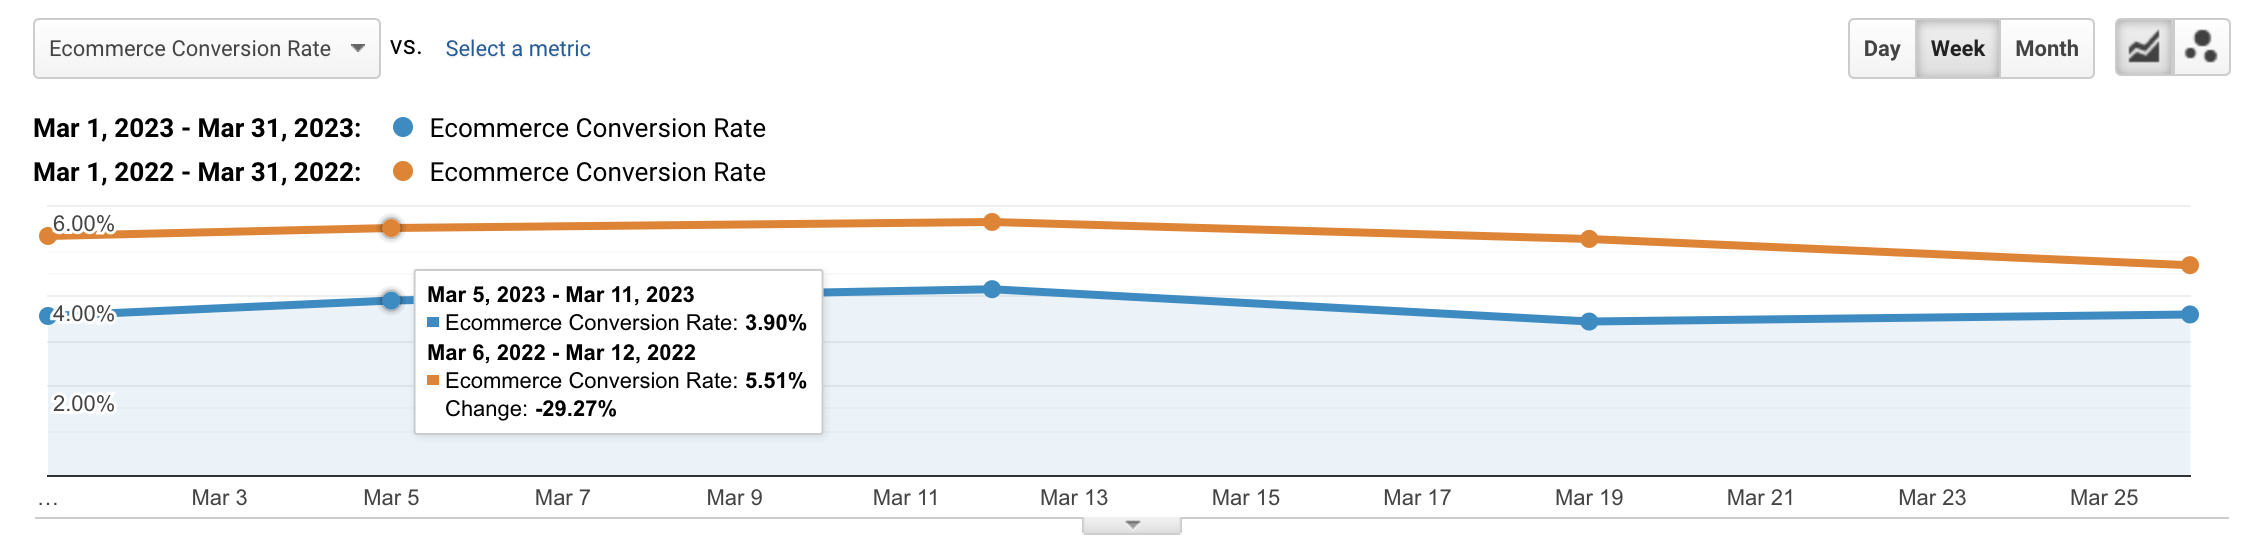 Ecommerce Conversion Rate vs. Select a metric Day Week Month
Mar 1, 2023 - Mar 31, 2023: Ecommerce Conversion Rate
Mar 1, 2022 - Mar 31, 2022: Ecommerce Conversion Rate
6.00%
4.00%
2.00%
Mar 5, 2023 - Mar 11, 2023
Ecommerce Conversion Rate: 3.90%
Mar 6, 2022 - Mar 12, 2022
Ecommerce Conversion Rate: 5.51%
Change: -29.27%
... Mar 3 Mar 5 Mar 7 Mar 9 Mar 11 Mar 13 Mar 15 Mar 17 Mar 19 Mar 21 Mar 23 Mar 25